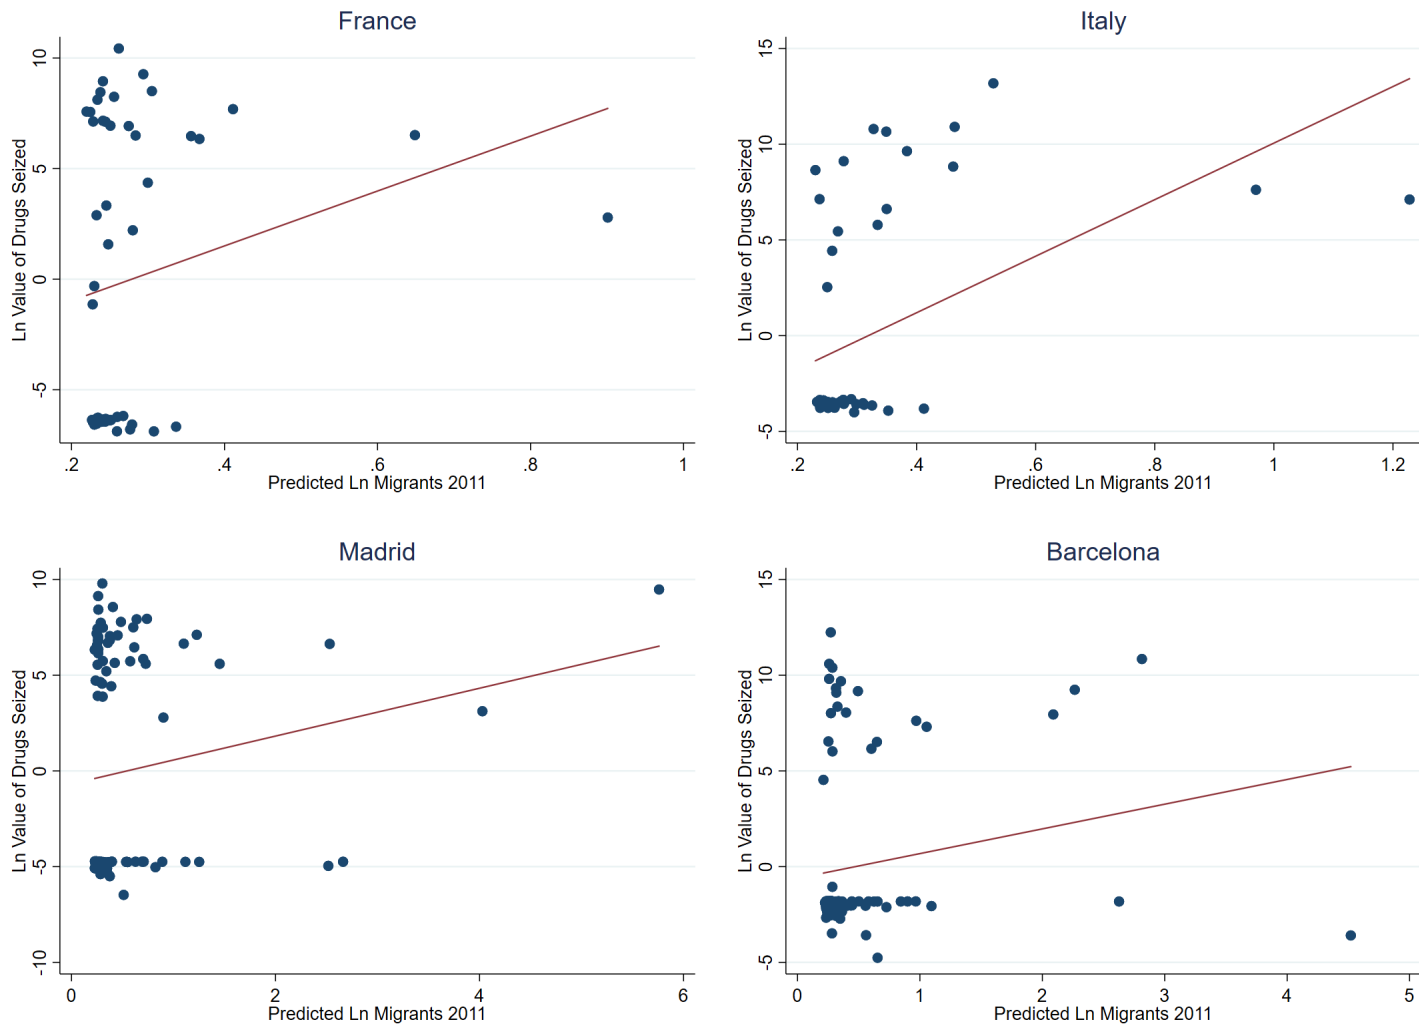 France
Ln Value of Drugs Seized
10
5
0
-5
.2 .4 .6 .8 1
Predicted Ln Migrants 2011
Italy
Ln Value of Drugs Seized
15
10
5
0
-5
.2 .4 .6 .8 1 1.2
Predicted Ln Migrants 2011
Madrid
Ln Value of Drugs Seized
10
5
0
-5
-10
0 2 4 6
Predicted Ln Migrants 2011
Barcelona
Ln Value of Drugs Seized
15
10
5
0
-5
0 1 2 3 4 5
Predicted Ln Migrants 2011